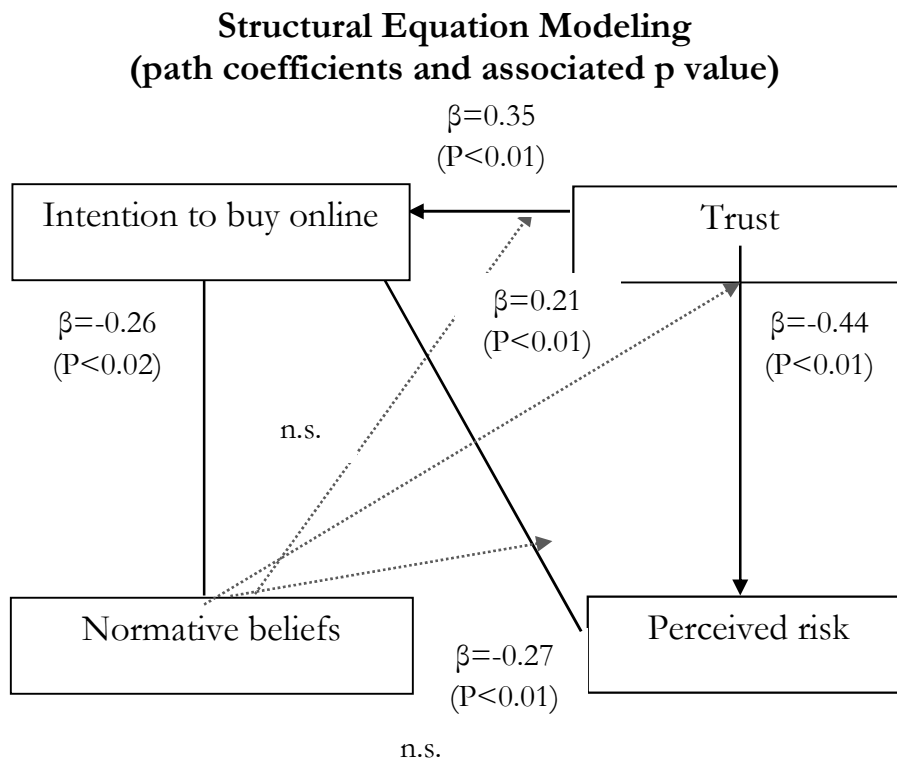 Structural Equation Modeling
(path coefficients and associated p value)
β=0.35
(P<0.01)
Intention to buy online
Trust
β=0.21
(P<0.01)
β=-0.26
(P<0.02)
β=-0.44
(P<0.01)
n.s.
Normative beliefs
Perceived risk
β=-0.27
(P<0.01)
n.s.